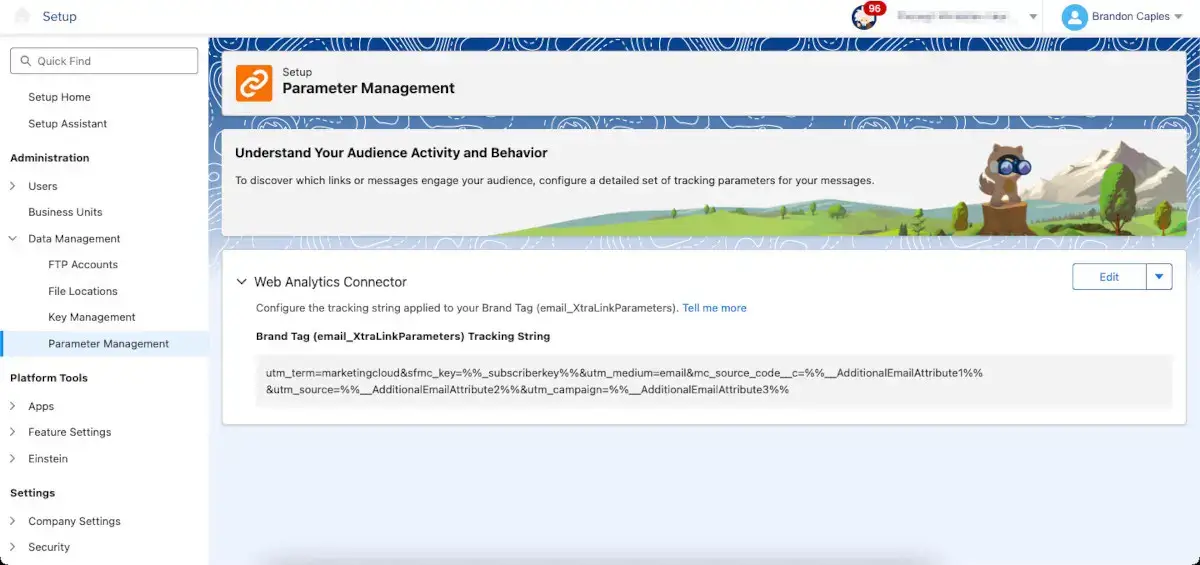 Setup
96
Brandon Caples
Quick Find
Setup Home
Setup Assistant
Administration
Users
Business Units
Data Management
FTP Accounts
File Locations
Key Management
Parameter Management
Platform Tools
Apps
Feature Settings
Einstein
Settings
Company Settings
Security
Setup
Parameter Management
Understand Your Audience Activity and Behavior
To discover which links or messages engage your audience, configure a detailed set of tracking parameters for your messages.
Web Analytics Connector
Edit
Configure the tracking string applied to your Brand Tag (email_XtraLinkParameters). Tell me more
Brand Tag (email_XtraLinkParameters) Tracking String
utm_term=marketingcloud&sfmc_key=%%_subscriberkey%%&utm_medium=email&mc_source_code__c=%%__AdditionalEmailAttribute1%%
&utm_source=%%__AdditionalEmailAttribute2%%&utm_campaign=%%__AdditionalEmailAttribute3%%